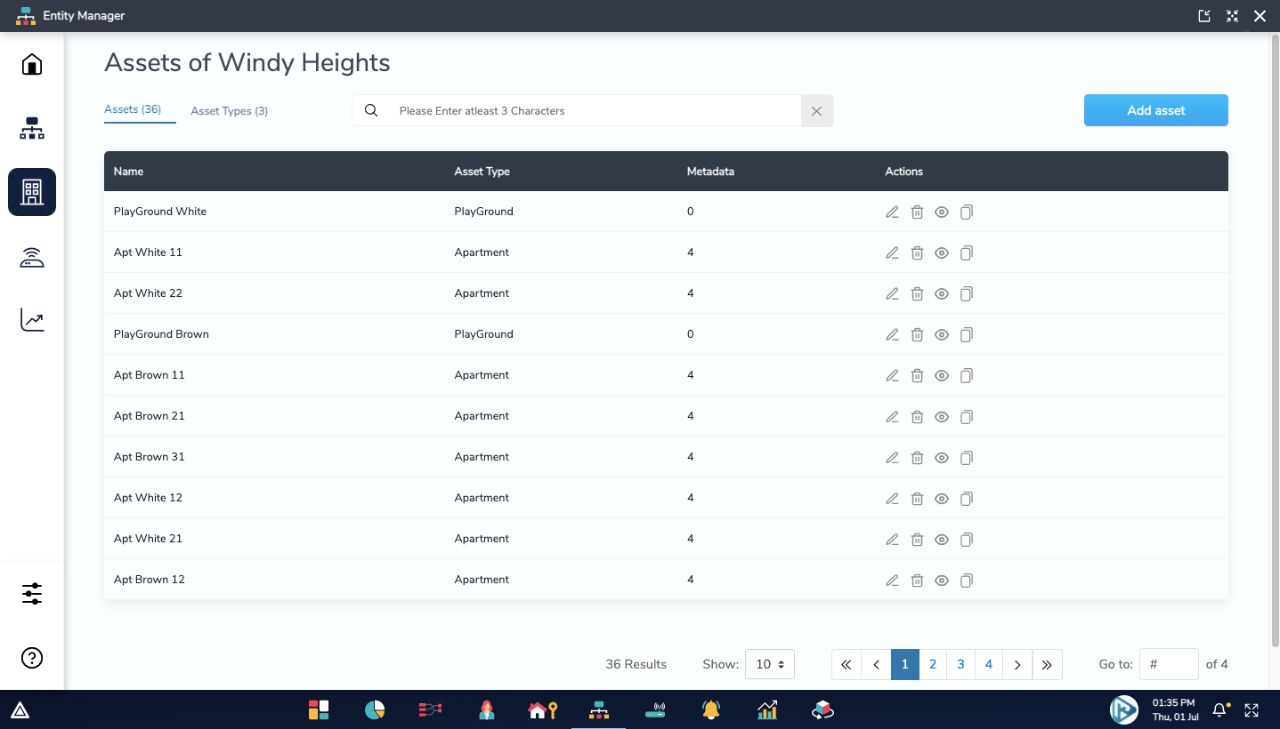 Entity Manager
Assets of Windy Heights
Assets (36) Asset Types (3) Please Enter atleast 3 Characters Add asset
Name Asset Type Metadata Actions
PlayGround White PlayGround 0
Apt White 11 Apartment 4
Apt White 22 Apartment 4
PlayGround Brown PlayGround 0
Apt Brown 11 Apartment 4
Apt Brown 21 Apartment 4
Apt Brown 31 Apartment 4
Apt White 12 Apartment 4
Apt White 21 Apartment 4
Apt Brown 12 Apartment 4
36 Results Show: 10 « ‹ 1 2 3 4 › » Go to: # of 4
01:35 PM
Thu, 01 Jul